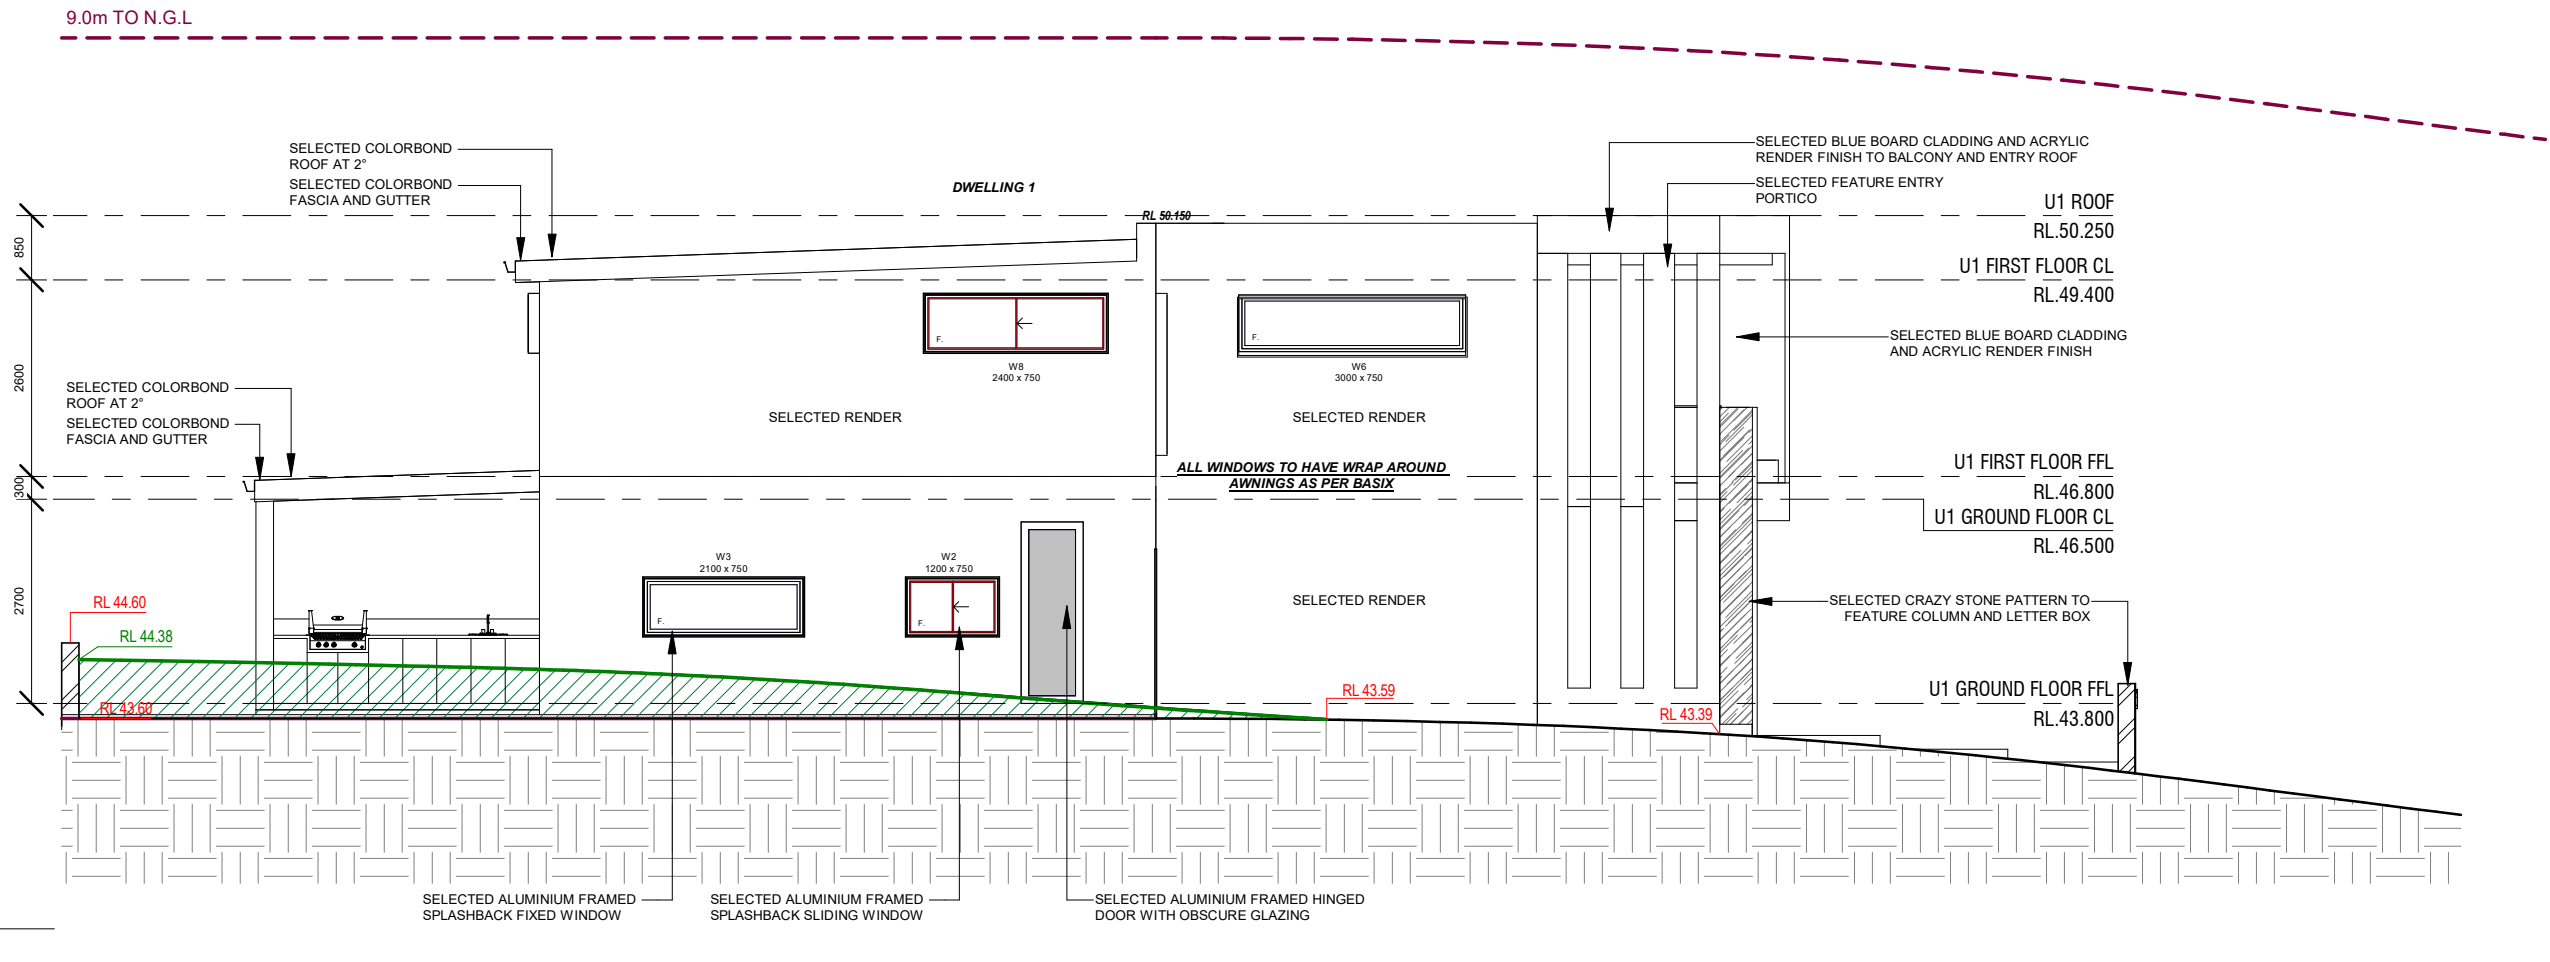 9.0m TO N.G.L
SELECTED COLORBOND
ROOF AT 2°
SELECTED COLORBOND
FASCIA AND GUTTER
DWELLING 1
RL 50.150
SELECTED BLUE BOARD CLADDING AND ACRYLIC
RENDER FINISH TO BALCONY AND ENTRY ROOF
SELECTED FEATURE ENTRY
PORTICO
U1 ROOF
RL.50.250
850
U1 FIRST FLOOR CL
RL.49.400
F.
W8
2400 x 750
F.
W6
3000 x 750
SELECTED BLUE BOARD CLADDING
AND ACRYLIC RENDER FINISH
2600
SELECTED COLORBOND
ROOF AT 2°
SELECTED COLORBOND
FASCIA AND GUTTER
SELECTED RENDER
SELECTED RENDER
ALL WINDOWS TO HAVE WRAP AROUND
AWNINGS AS PER BASIX
U1 FIRST FLOOR FFL
RL.46.800
300
U1 GROUND FLOOR CL
RL.46.500
W3
2100 x 750
F.
W2
1200 x 750
F.
2700
RL 44.60
RL 44.38
SELECTED RENDER
SELECTED CRAZY STONE PATTERN TO
FEATURE COLUMN AND LETTER BOX
RL 43.60
RL 43.59
RL 43.39
U1 GROUND FLOOR FFL
RL.43.800
SELECTED ALUMINIUM FRAMED
SPLASHBACK FIXED WINDOW
SELECTED ALUMINIUM FRAMED
SPLASHBACK SLIDING WINDOW
SELECTED ALUMINIUM FRAMED HINGED
DOOR WITH OBSCURE GLAZING